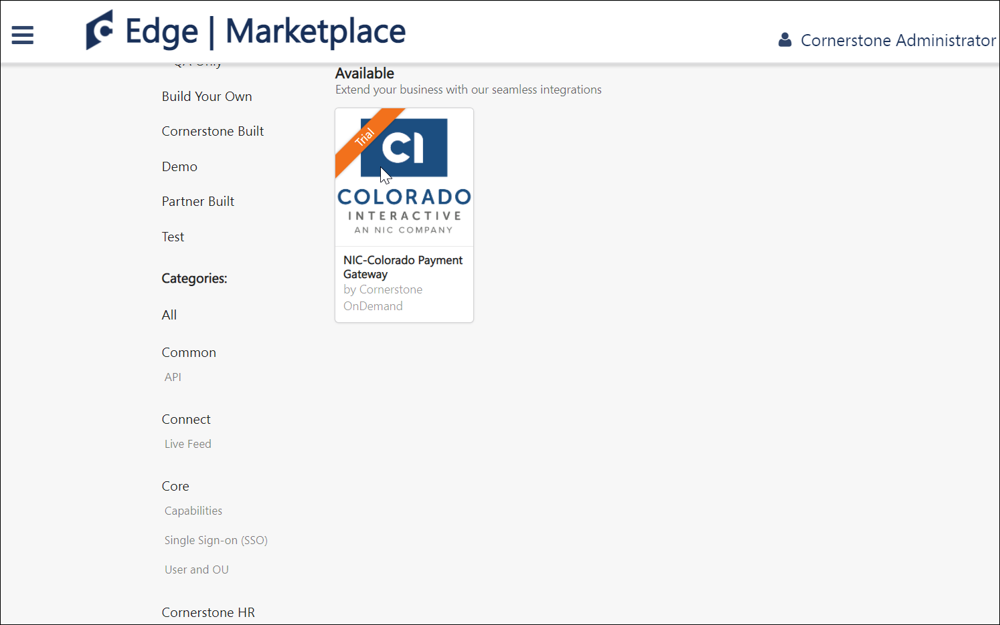 Edge | Marketplace
Cornerstone Administrator
QA Only
Build Your Own
Cornerstone Built
Demo
Partner Built
Test
Categories:
All
Common
API
Connect
Live Feed
Core
Capabilities
Single Sign-on (SSO)
User and OU
Cornerstone HR
Available
Extend your business with our seamless integrations
Trial
CI
COLORADO
INTERACTIVE
AN NIC COMPANY
NIC-Colorado Payment
Gateway
by Cornerstone
OnDemand